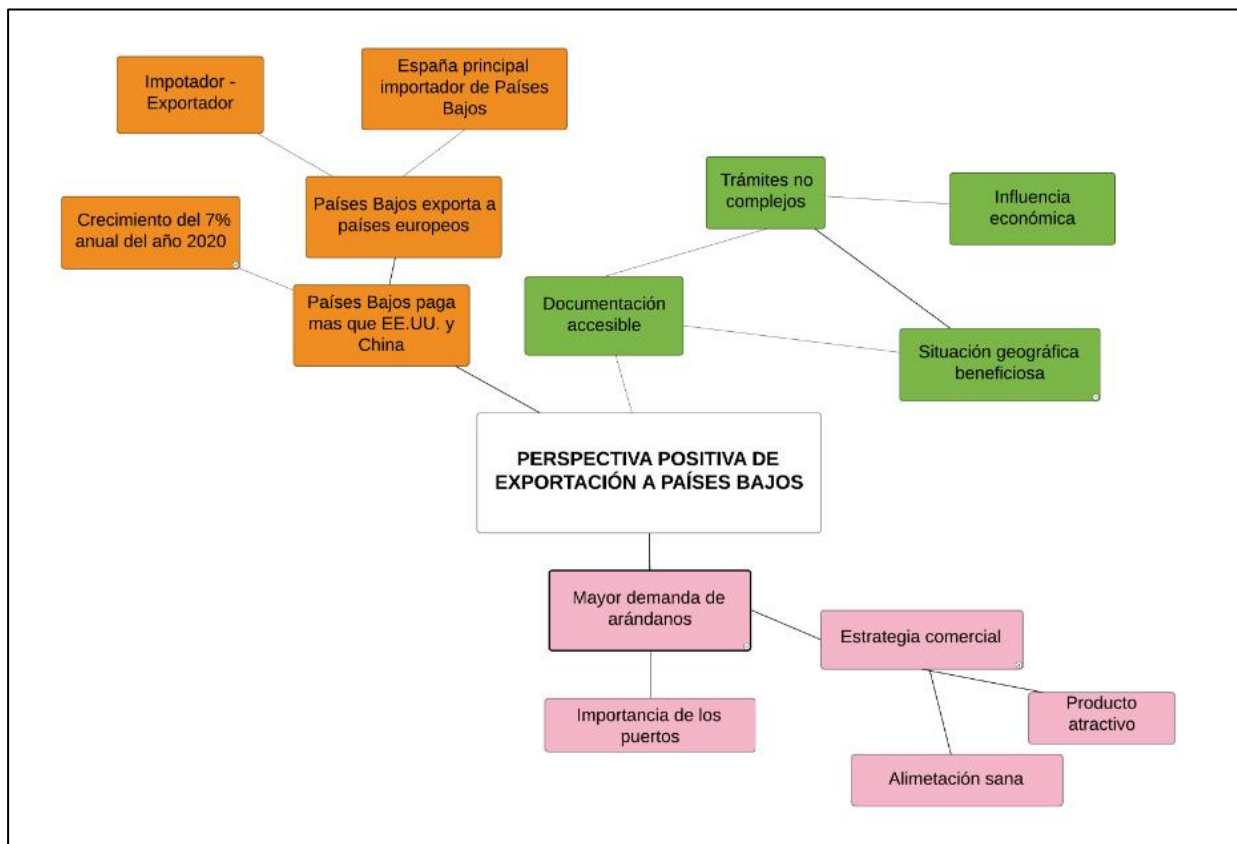 Impotador -
Exportador
España principal
importador de Países
Bajos
Crecimiento del 7%
anual del año 2020
Países Bajos exporta a
países europeos
Países Bajos paga
mas que EE.UU. y
China
Trámites no
complejos
Influencia
económica
Documentación
accesible
Situación geográfica
beneficiosa
PERSPECTIVA POSITIVA DE
EXPORTACIÓN A PAÍSES BAJOS
Mayor demanda de
arándanos
Estrategia comercial
Importancia de los
puertos
Producto
atractivo
Alimetación sana